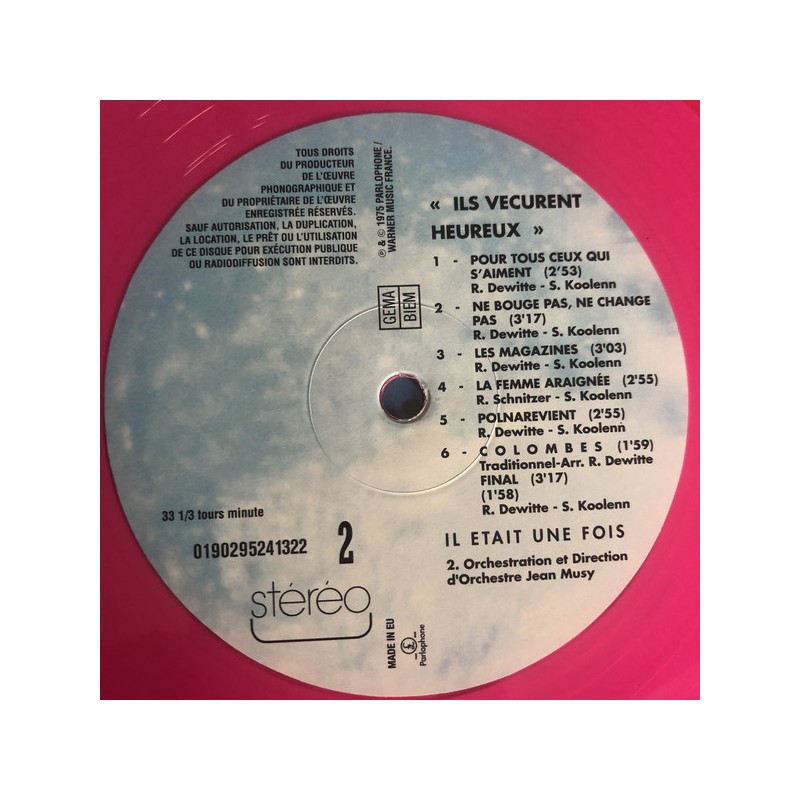 TOUS DROITS
DU PRODUCTEUR
DE L'ŒUVRE
PHONOGRAPHIQUE ET
DU PROPRIÉTAIRE DE L'ŒUVRE
ENREGISTRÉE RÉSERVÉS.
SAUF AUTORISATION, LA DUPLICATION,
LA LOCATION, LE PRÊT OU L'UTILISATION
DE CE DISQUE POUR EXÉCUTION PUBLIQUE
OU RADIODIFFUSION SONT INTERDITS.
℗ & © 1975 PARLOPHONE /
WARNER MUSIC FRANCE.
GEMA
BIEM
« ILS VECURENT
HEUREUX »
1 - POUR TOUS CEUX QUI
S'AIMENT (2'53)
R. Dewitte - S. Koolenn
2 - NE BOUGE PAS, NE CHANGE
PAS (3'17)
R. Dewitte - S. Koolenn
3 - LES MAGAZINES (3'03)
R. Dewitte - S. Koolenn
4 - LA FEMME ARAIGNÉE (2'55)
R. Schnitzer - S. Koolenn
5 - POLNAREVIENT (2'55)
R. Dewitte - S. Koolenn
6 - COLOMBES (1'59)
Traditionnel-Arr. R. Dewitte
FINAL (3'17)
(1'58)
R. Dewitte - S. Koolenn
IL ETAIT UNE FOIS
2. Orchestration et Direction
d'Orchestre Jean Musy
33 1/3 tours minute
0190295241322 2
stéréo
MADE IN EU
Parlophone